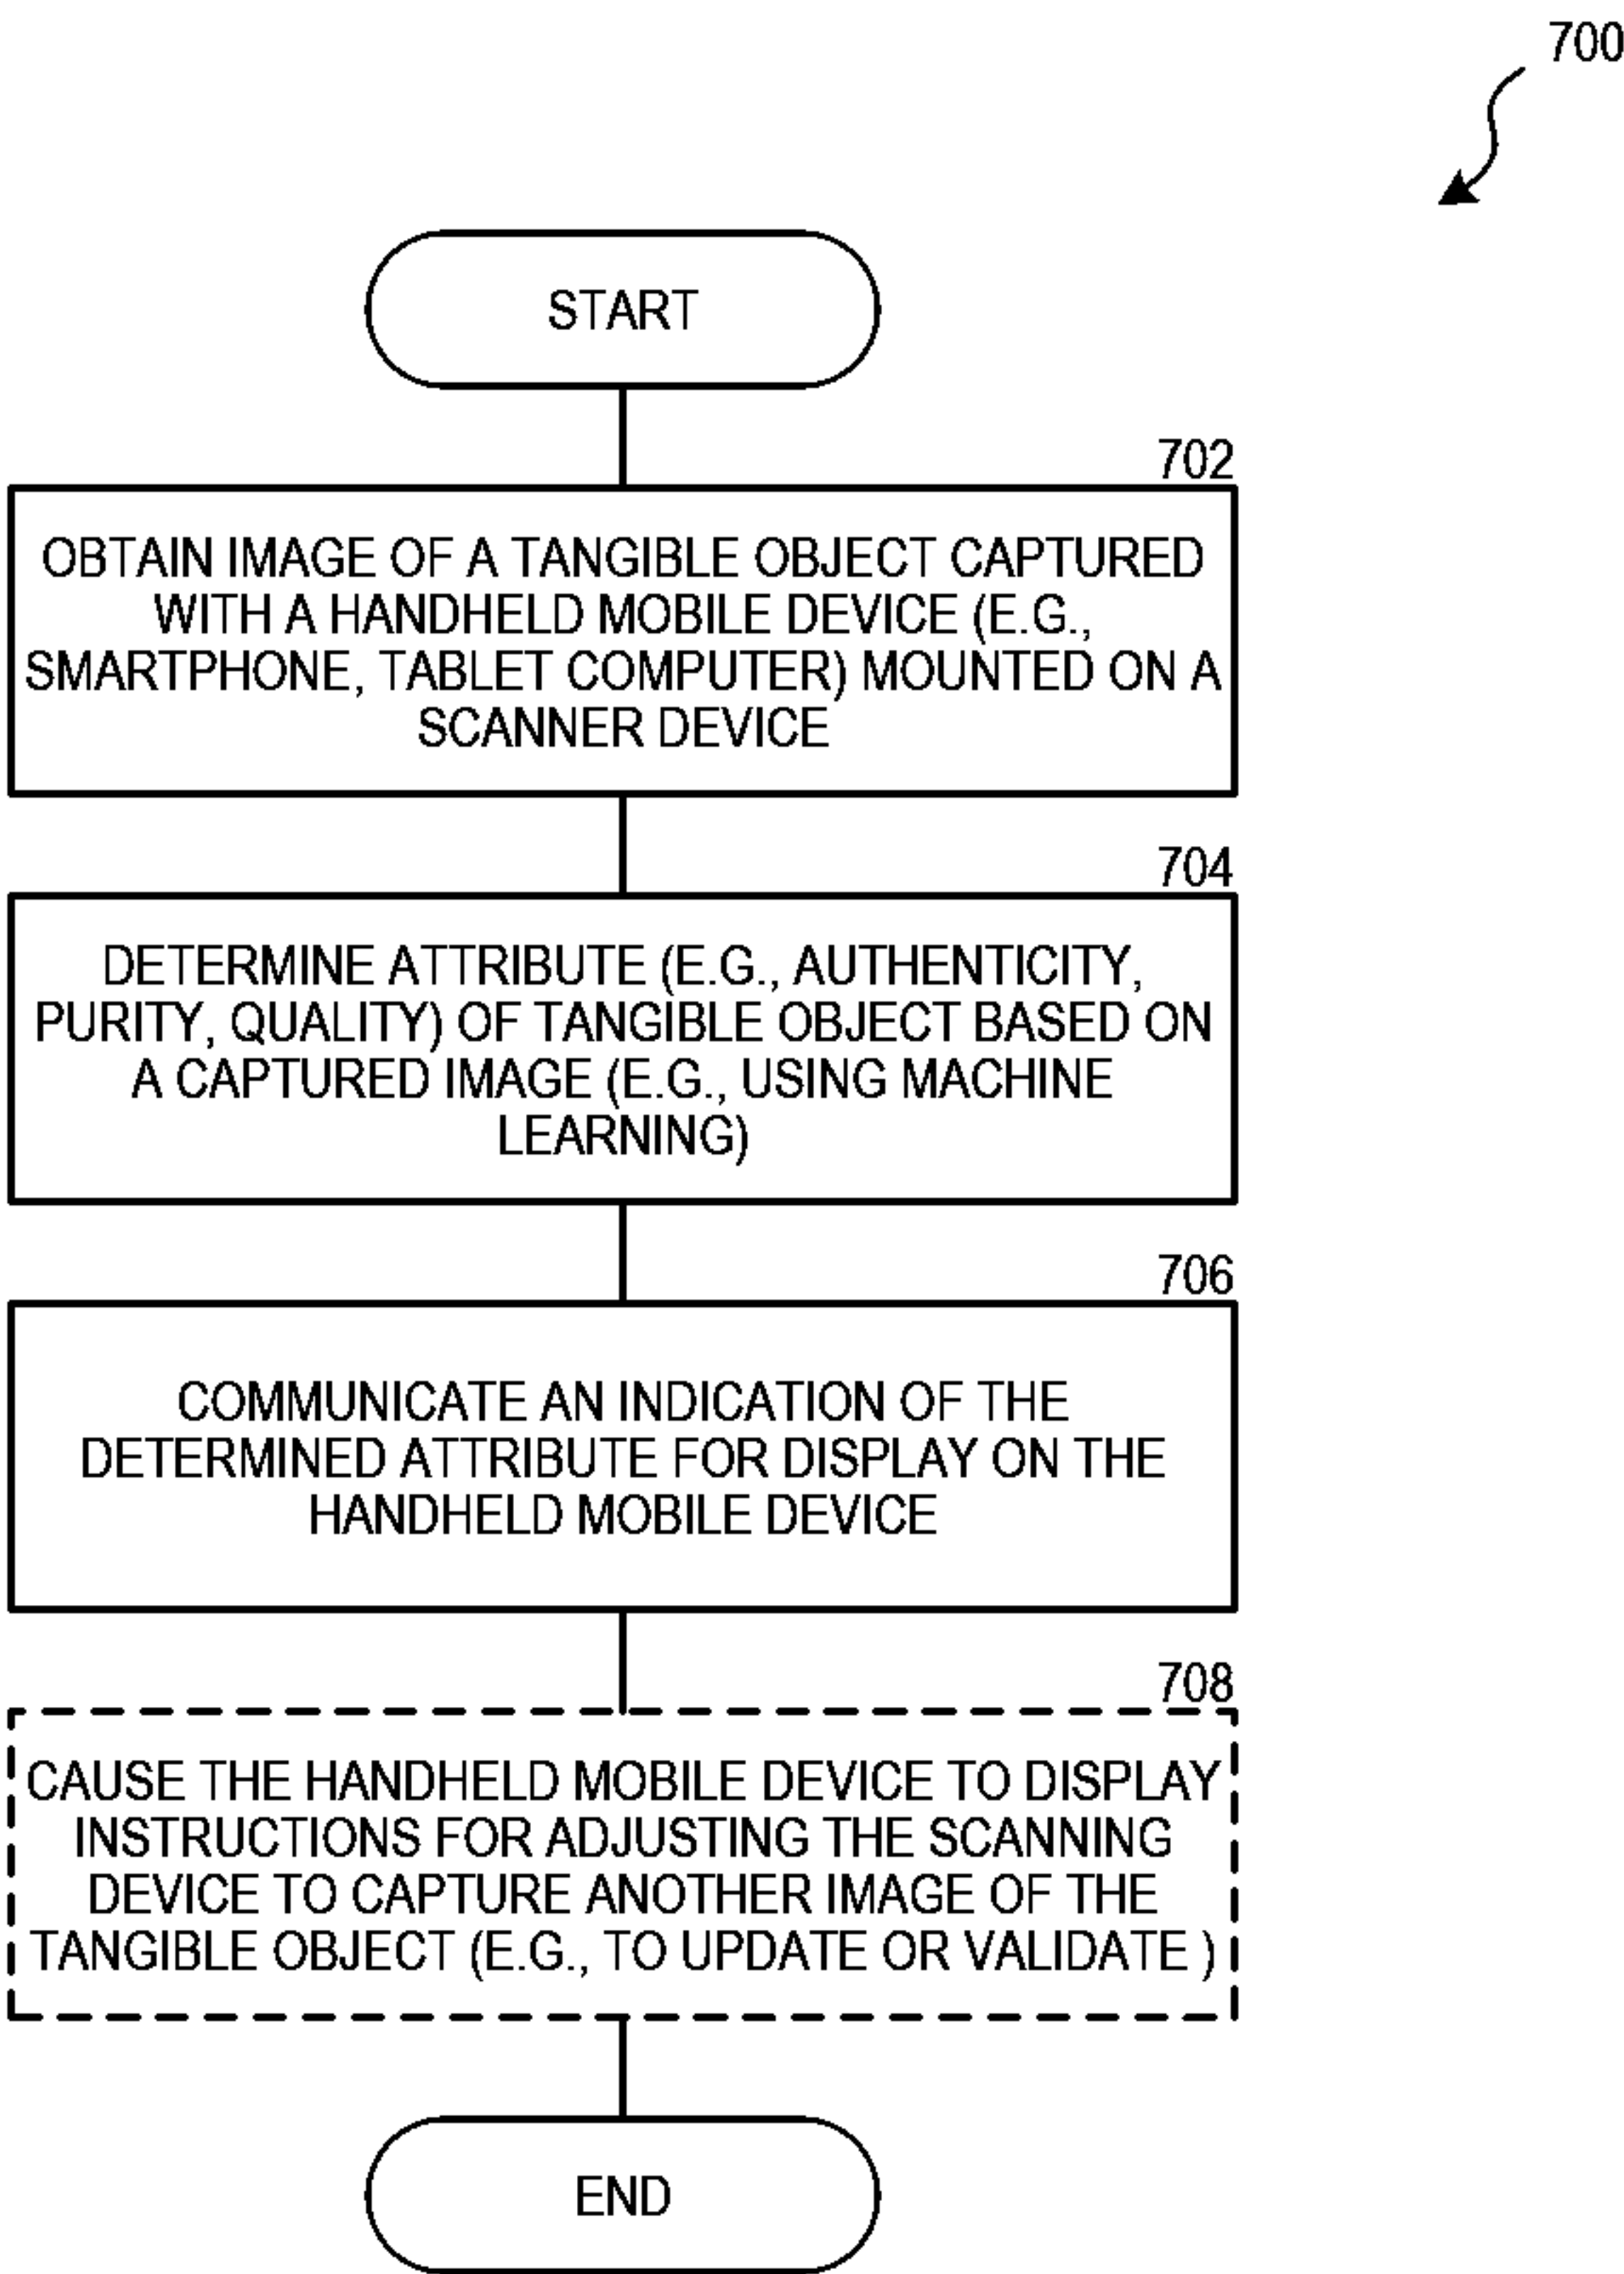 700
START
702
OBTAIN IMAGE OF A TANGIBLE OBJECT CAPTURED
WITH A HANDHELD MOBILE DEVICE (E.G.,
SMARTPHONE, TABLET COMPUTER) MOUNTED ON A
SCANNER DEVICE
704
DETERMINE ATTRIBUTE (E.G., AUTHENTICITY,
PURITY, QUALITY) OF TANGIBLE OBJECT BASED ON
A CAPTURED IMAGE (E.G., USING MACHINE
LEARNING)
706
COMMUNICATE AN INDICATION OF THE
DETERMINED ATTRIBUTE FOR DISPLAY ON THE
HANDHELD MOBILE DEVICE
708
CAUSE THE HANDHELD MOBILE DEVICE TO DISPLAY
INSTRUCTIONS FOR ADJUSTING THE SCANNING
DEVICE TO CAPTURE ANOTHER IMAGE OF THE
TANGIBLE OBJECT (E.G., TO UPDATE OR VALIDATE )
END